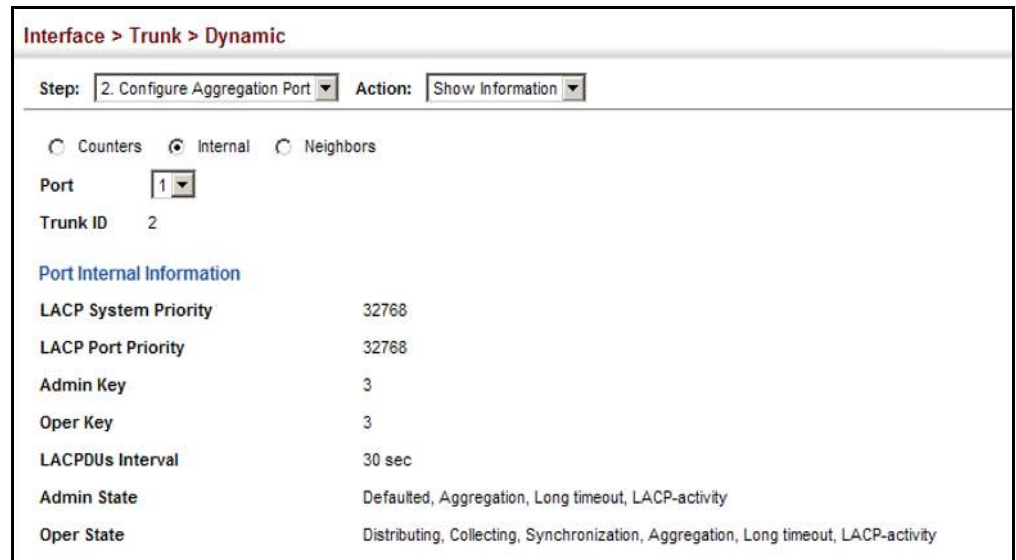 Interface > Trunk > Dynamic
Step: 2. Configure Aggregation Port Action: Show Information
Counters Internal Neighbors
Port 1
Trunk ID 2
Port Internal Information
LACP System Priority 32768
LACP Port Priority 32768
Admin Key 3
Oper Key 3
LACPDUs Interval 30 sec
Admin State Defaulted, Aggregation, Long timeout, LACP-activity
Oper State Distributing, Collecting, Synchronization, Aggregation, Long timeout, LACP-activity